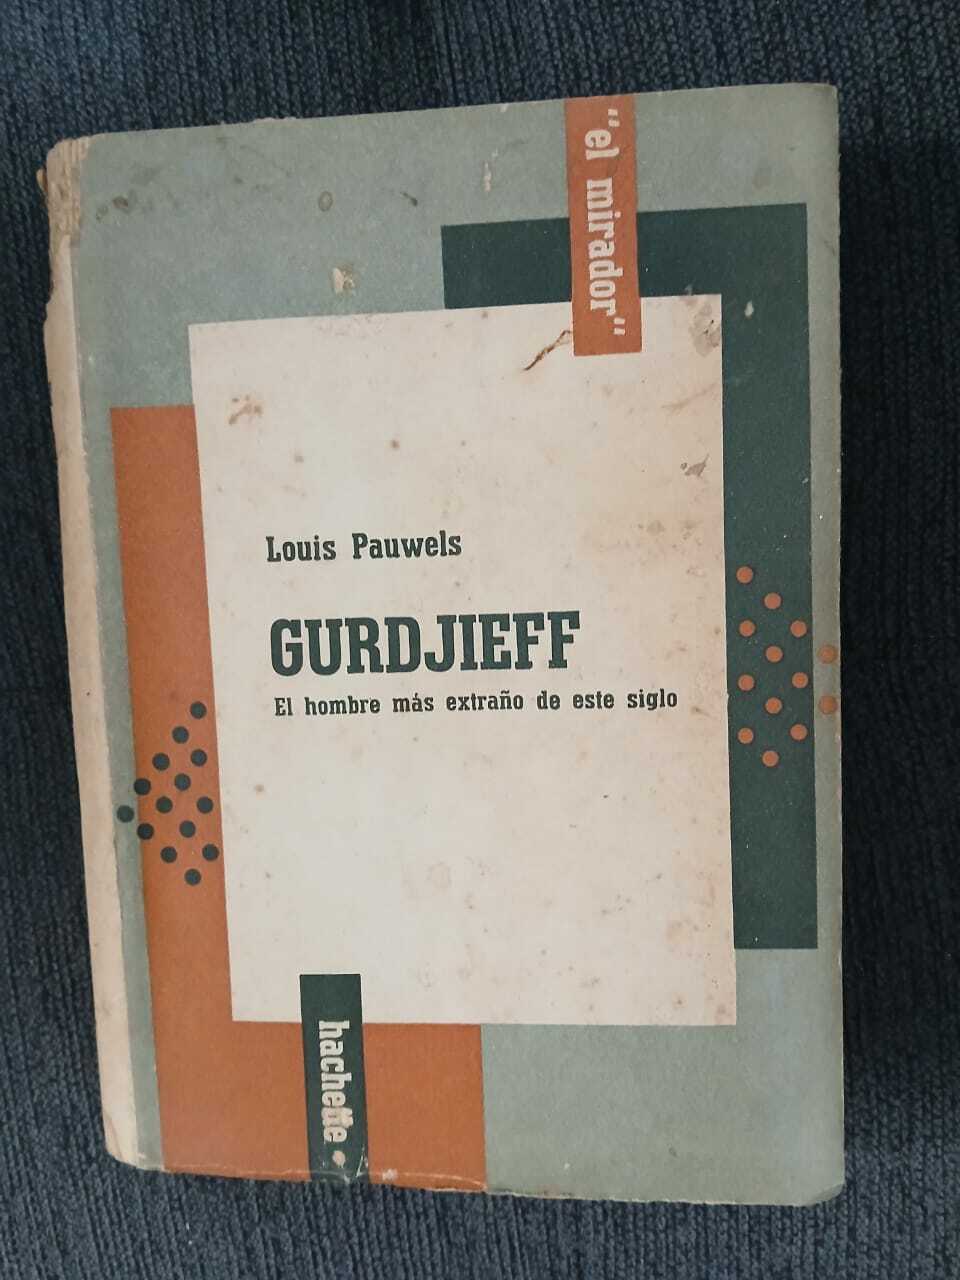 "el mirador"
Louis Pauwels
GURDJIEFF
El hombre más extraño de este siglo
hachette